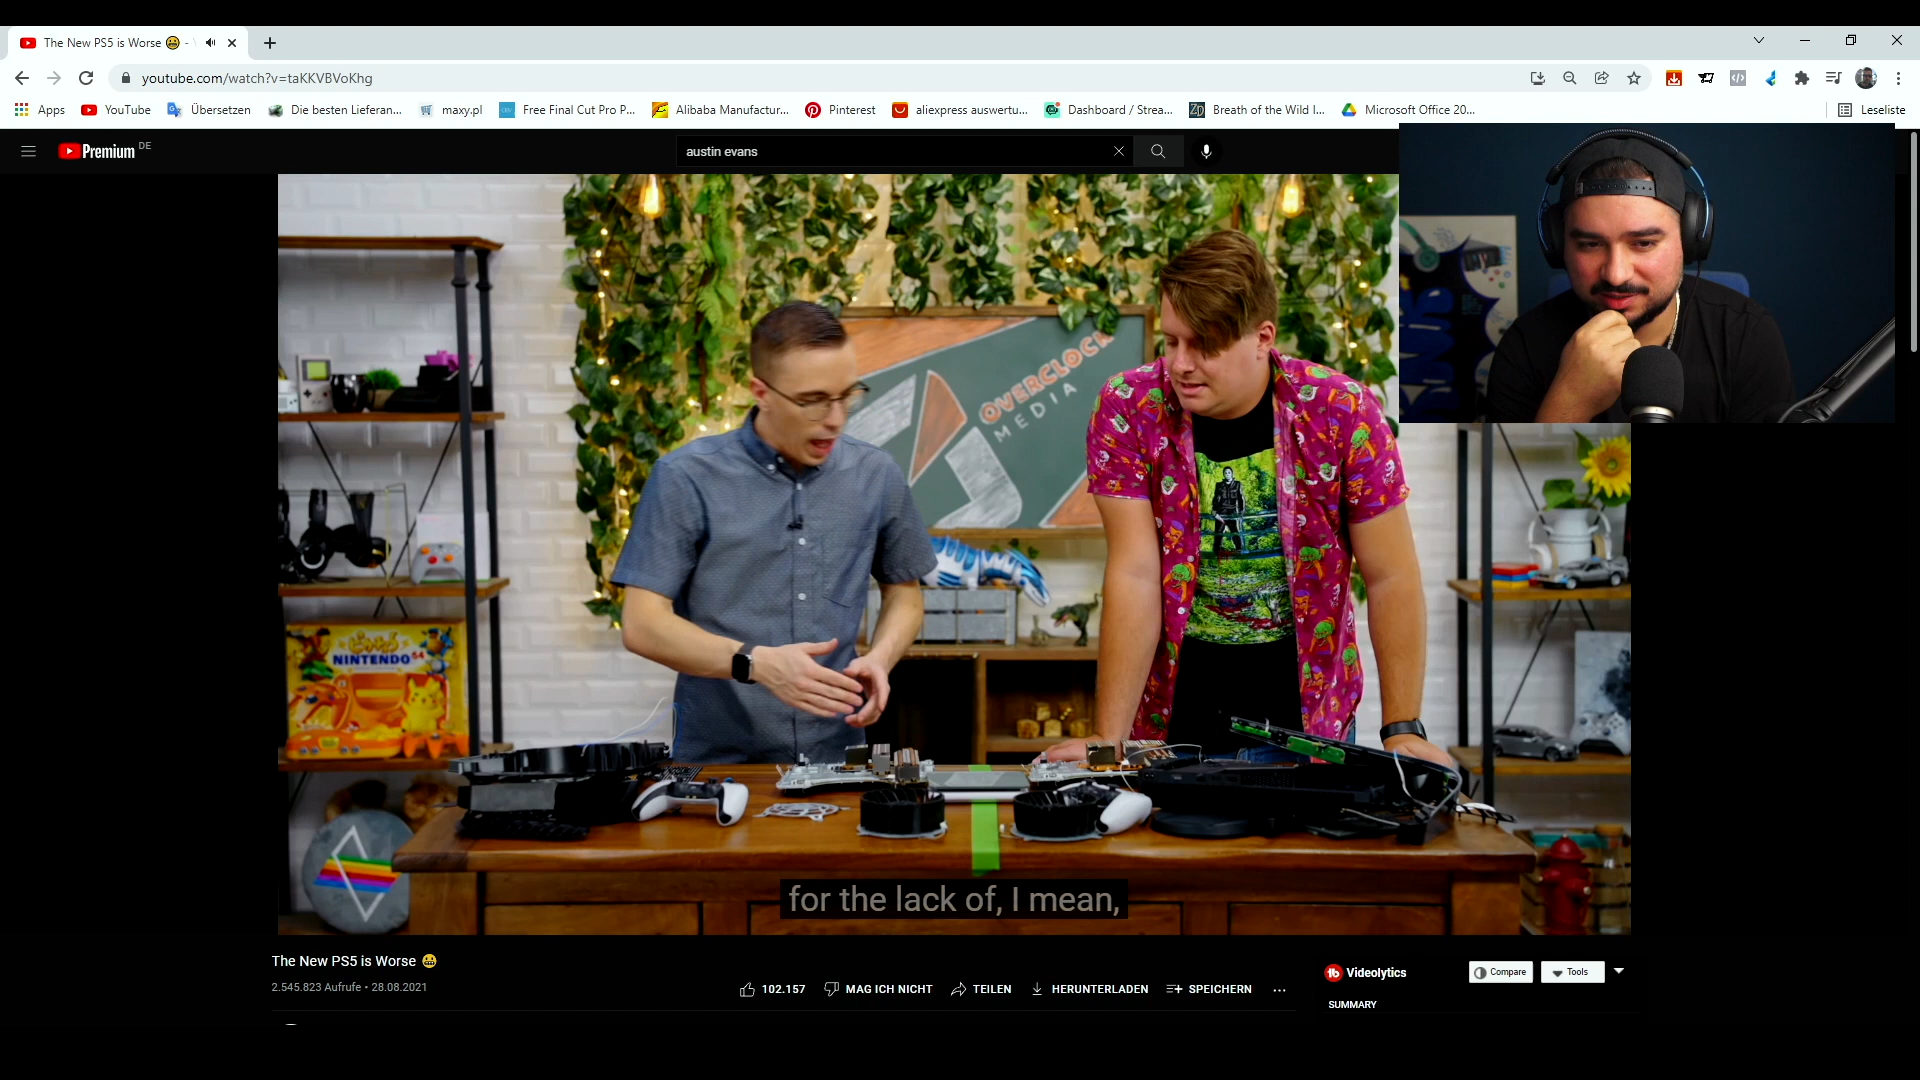 The New PS5 is Worse 😬 -
youtube.com/watch?v=taKKVBVoKhg
Apps YouTube Übersetzen Die besten Lieferan... maxy.pl Free Final Cut Pro P... Alibaba Manufactur... Pinterest aliexpress auswertu... Dashboard / Strea... Breath of the Wild I... Microsoft Office 20... Leseliste
Premium DE
austin evans
OVERCLOCK
MEDIA
NINTENDO 64
for the lack of, I mean,
The New PS5 is Worse 😬
2.545.823 Aufrufe • 28.08.2021
102.157 MAG ICH NICHT TEILEN HERUNTERLADEN SPEICHERN ...
Videolytics Compare Tools
SUMMARY